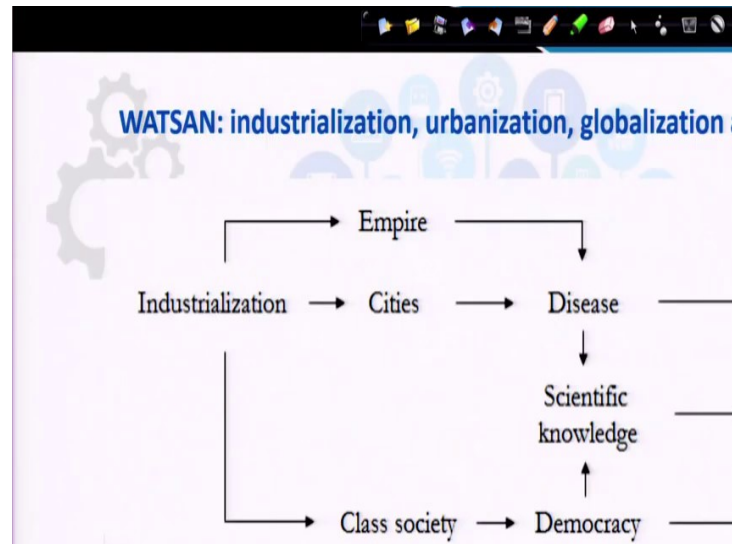 WATSAN: industrialization, urbanization, globalization
Empire
Industrialization
Cities
Disease
Scientific
knowledge
Class society
Democracy